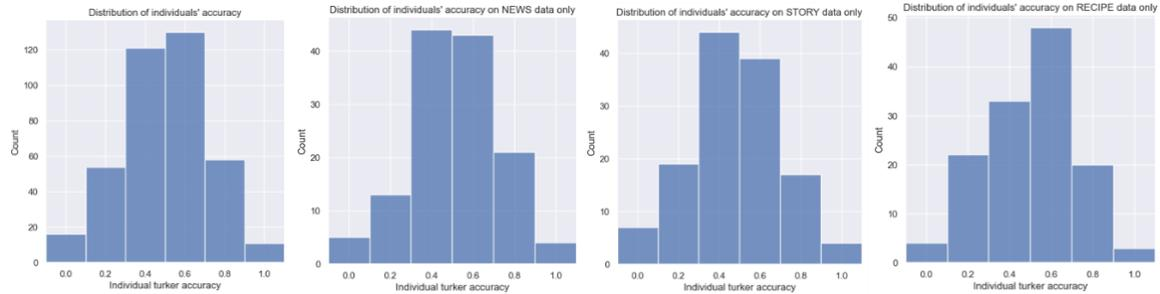 Distribution of individuals' accuracy
120
100
80
60
40
20
0
Count
0.0 0.2 0.4 0.6 0.8 1.0
Individual turker accuracy
Distribution of individuals' accuracy on NEWS data only
40
30
20
10
0
Count
0.0 0.2 0.4 0.6 0.8 1.0
Individual turker accuracy
Distribution of individuals' accuracy on STORY data only
40
30
20
10
0
Count
0.0 0.2 0.4 0.6 0.8 1.0
Individual turker accuracy
Distribution of individuals' accuracy on RECIPE data only
50
40
30
20
10
0
Count
0.0 0.2 0.4 0.6 0.8 1.0
Individual turker accuracy